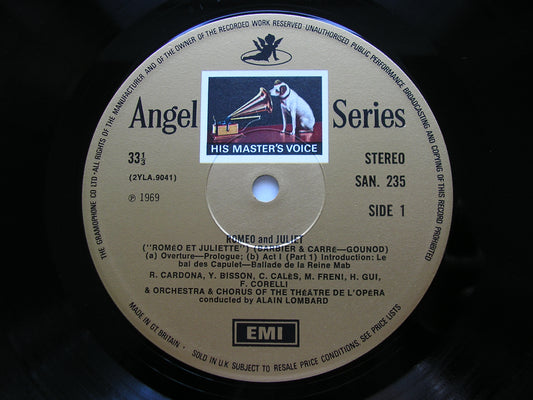 ALL RIGHTS OF THE MANUFACTURER AND OF THE OWNER OF THE RECORDED WORK RESERVED·UNAUTHORISED PUBLIC PERFORMANCE BROADCASTING AND COPYING OF THIS RECORD PROHIBITED
THE GRAMOPHONE CO LTD·
Angel Series
HIS MASTER'S VOICE
33⅓
STEREO
(2YLA.9041)
SAN. 235
Ⓟ 1969
SIDE 1
ROMEO and JULIET
("ROMÉO ET JULIETTE") (BARBIER & CARRÉ—GOUNOD)
(a) Overture—Prologue; (b) Act I (Part 1) Introduction: Le
bai des Capulet—Ballade de la Reine Mab
R. CARDONA, Y. BISSON, C. CALÈS, M. FRENI, H. GUI,
F. CORELLI
& ORCHESTRA & CHORUS OF THE THÉATRE DE L'OPÉRA
conducted by ALAIN LOMBARD
EMI
MADE IN GT BRITAIN · SOLD IN U.K SUBJECT TO RESALE PRICE CONDITIONS, SEE PRICE LISTS